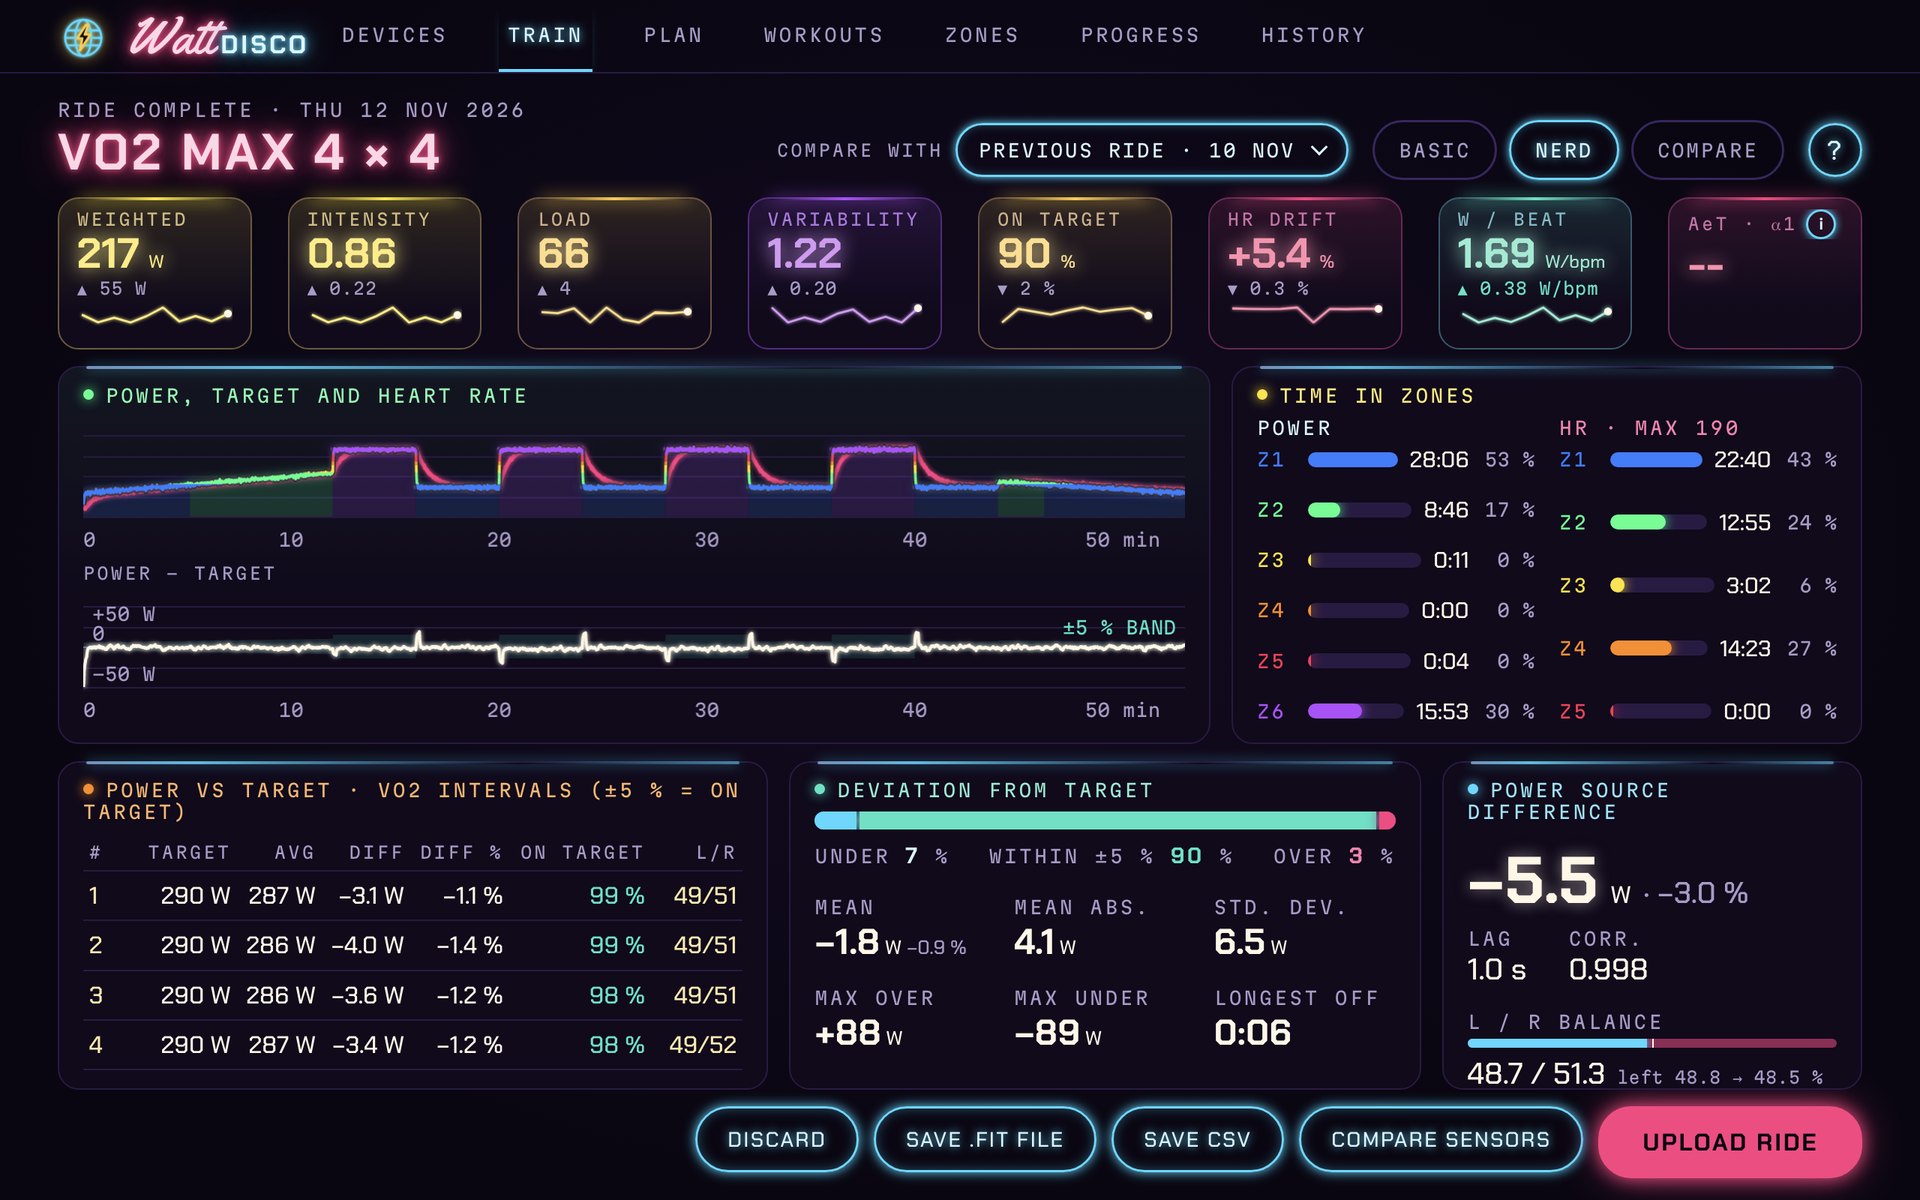 Watt DISCO DEVICES TRAIN PLAN WORKOUTS ZONES PROGRESS HISTORY
RIDE COMPLETE · THU 12 NOV 2026
VO2 MAX 4 × 4
COMPARE WITH PREVIOUS RIDE · 10 NOV BASIC NERD COMPARE ?
WEIGHTED
217 W
▲ 55 W
INTENSITY
0.86
▲ 0.22
LOAD
66
▲ 4
VARIABILITY
1.22
▲ 0.20
ON TARGET
90 %
▼ 2 %
HR DRIFT
+5.4 %
▼ 0.3 %
W / BEAT
1.69 W/bpm
▲ 0.38 W/bpm
AeT · α1 i
--
POWER, TARGET AND HEART RATE
0 10 20 30 40 50 min
POWER − TARGET
+50 W
0
−50 W
±5 % BAND
0 10 20 30 40 50 min
TIME IN ZONES
POWER
Z1 28:06 53 %
Z2 8:46 17 %
Z3 0:11 0 %
Z4 0:00 0 %
Z5 0:04 0 %
Z6 15:53 30 %
HR · MAX 190
Z1 22:40 43 %
Z2 12:55 24 %
Z3 3:02 6 %
Z4 14:23 27 %
Z5 0:00 0 %
POWER VS TARGET · VO2 INTERVALS (±5 % = ON
TARGET)
# TARGET AVG DIFF DIFF % ON TARGET L/R
1 290 W 287 W −3.1 W −1.1 % 99 % 49/51
2 290 W 286 W −4.0 W −1.4 % 99 % 49/51
3 290 W 286 W −3.6 W −1.2 % 98 % 49/51
4 290 W 287 W −3.4 W −1.2 % 98 % 49/52
DEVIATION FROM TARGET
UNDER 7 % WITHIN ±5 % 90 % OVER 3 %
MEAN MEAN ABS. STD. DEV.
−1.8 W −0.9 % 4.1 W 6.5 W
MAX OVER MAX UNDER LONGEST OFF
+88 W −89 W 0:06
POWER SOURCE
DIFFERENCE
−5.5 W · −3.0 %
LAG CORR.
1.0 s 0.998
L / R BALANCE
48.7 / 51.3 left 48.8 → 48.5 %
DISCARD SAVE .FIT FILE SAVE CSV COMPARE SENSORS UPLOAD RIDE